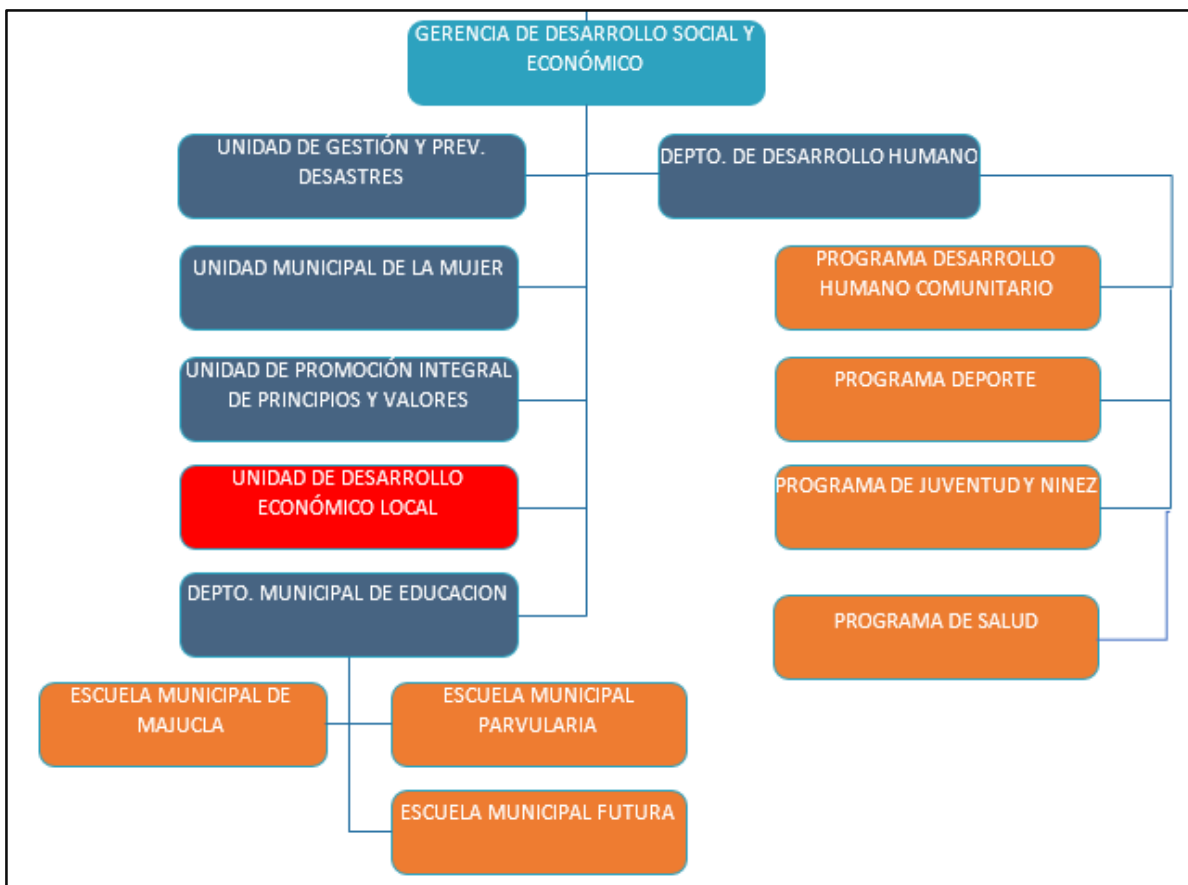 GERENCIA DE DESARROLLO SOCIAL Y
ECONÓMICO
UNIDAD DE GESTIÓN Y PREV.
DESASTRES
DEPTO. DE DESARROLLO HUMANO
UNIDAD MUNICIPAL DE LA MUJER
PROGRAMA DESARROLLO
HUMANO COMUNITARIO
UNIDAD DE PROMOCIÓN INTEGRAL
DE PRINCIPIOS Y VALORES
PROGRAMA DEPORTE
UNIDAD DE DESARROLLO
ECONÓMICO LOCAL
PROGRAMA DE JUVENTUD Y NINEZ
DEPTO. MUNICIPAL DE EDUCACION
PROGRAMA DE SALUD
ESCUELA MUNICIPAL DE
MAJUCLA
ESCUELA MUNICIPAL
PARVULARIA
ESCUELA MUNICIPAL FUTURA